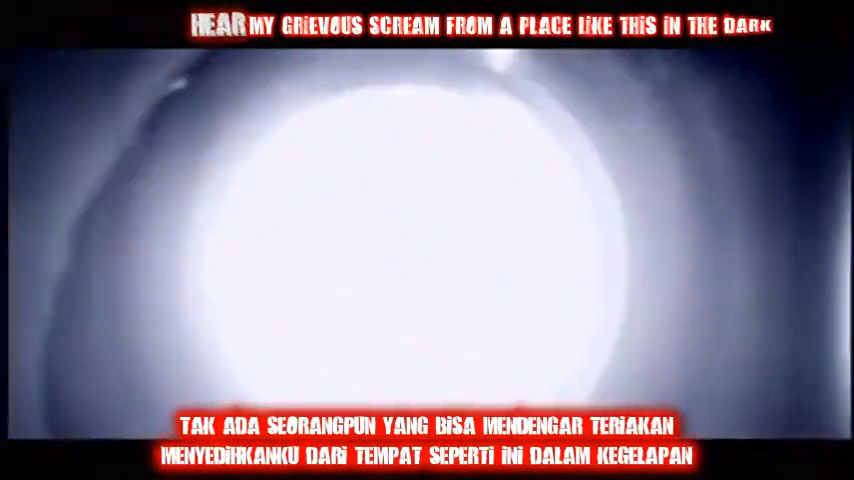 HEAR MY GRIEVOUS SCREAM FROM A PLACE LIKE THIS IN THE DARK
TAK ADA SEORANGPUN YANG BISA MENDENGAR TERIAKAN
MENYEDIHKANKU DARI TEMPAT SEPERTI INI DALAM KEGELAPAN